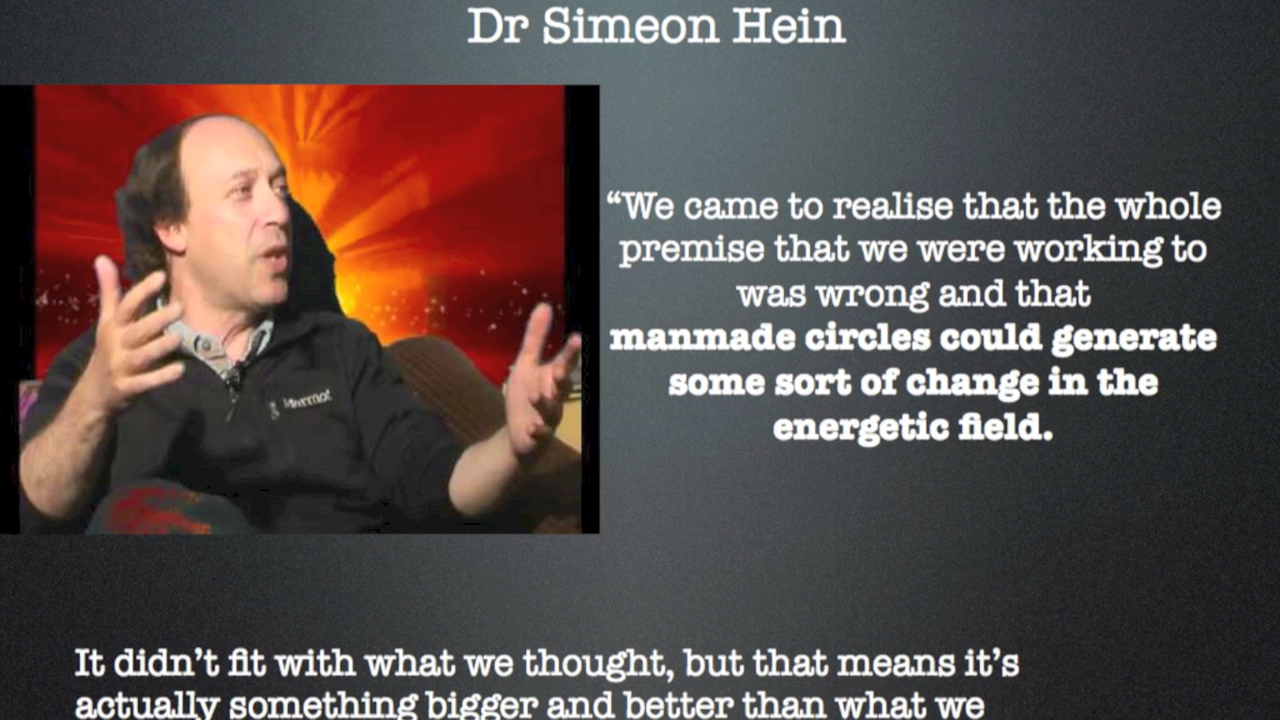 Dr Simeon Hein
“We came to realise that the whole
premise that we were working to
was wrong and that
manmade circles could generate
some sort of change in the
energetic field.
Marmot
It didn’t fit with what we thought, but that means it’s
actually something bigger and better than what we